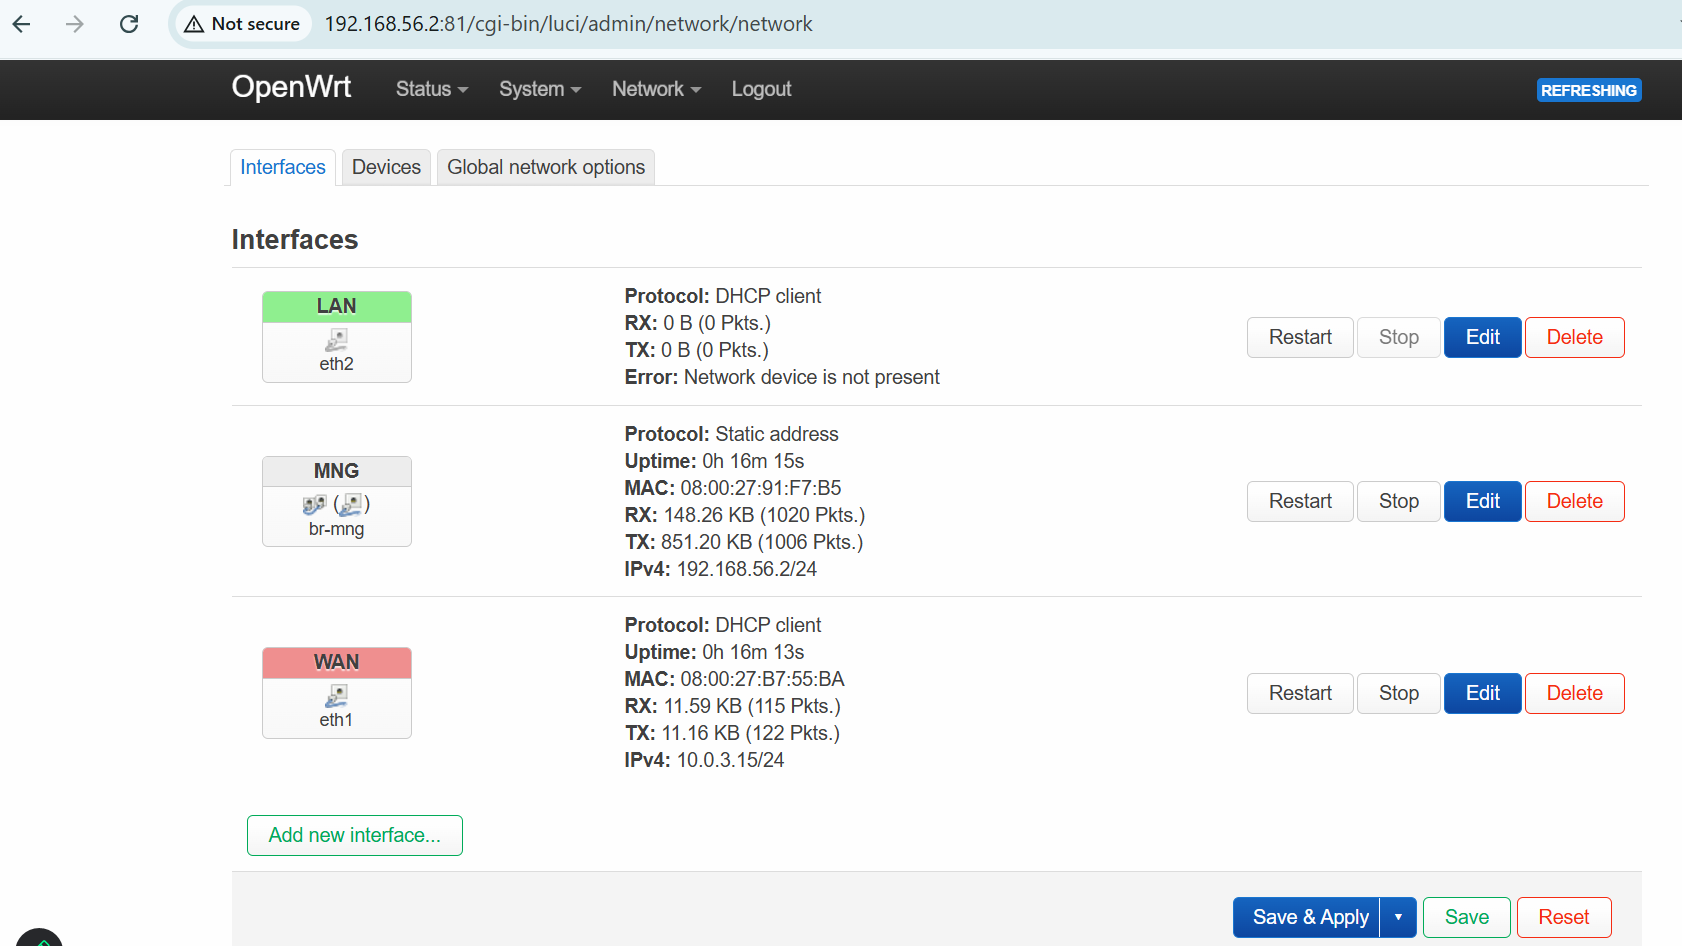 Not secure 192.168.56.2:81/cgi-bin/luci/admin/network/network
OpenWrt Status System Network Logout REFRESHING
Interfaces Devices Global network options
Interfaces
LAN
eth2
Protocol: DHCP client
RX: 0 B (0 Pkts.)
TX: 0 B (0 Pkts.)
Error: Network device is not present
Restart Stop Edit Delete
MNG
( )
br-mng
Protocol: Static address
Uptime: 0h 16m 15s
MAC: 08:00:27:91:F7:B5
RX: 148.26 KB (1020 Pkts.)
TX: 851.20 KB (1006 Pkts.)
IPv4: 192.168.56.2/24
Restart Stop Edit Delete
WAN
eth1
Protocol: DHCP client
Uptime: 0h 16m 13s
MAC: 08:00:27:B7:55:BA
RX: 11.59 KB (115 Pkts.)
TX: 11.16 KB (122 Pkts.)
IPv4: 10.0.3.15/24
Restart Stop Edit Delete
Add new interface...
Save & Apply Save Reset